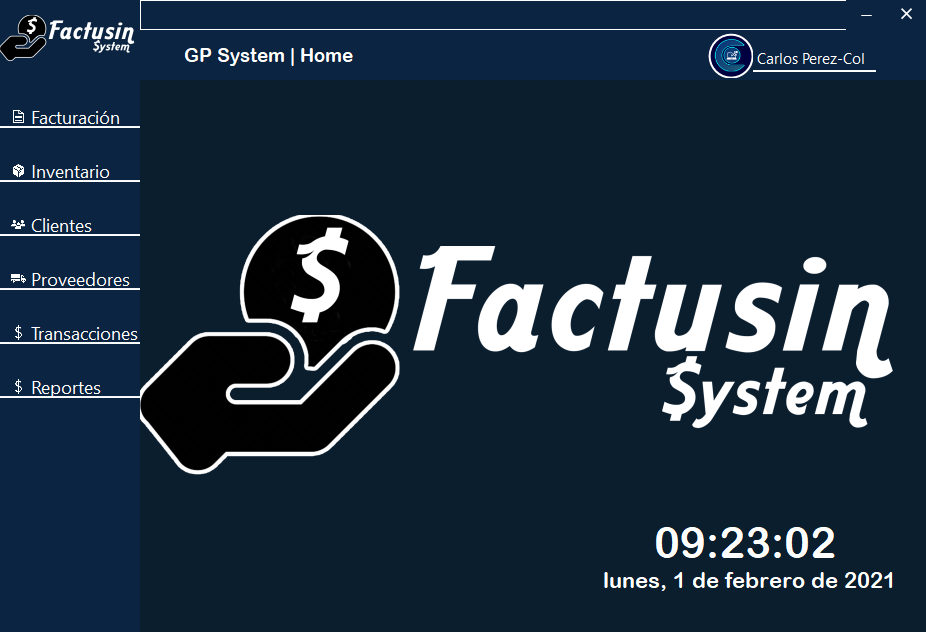 $ Factusin
System
GP System | Home
Carlos Perez-Col
Facturación
Inventario
Clientes
Proveedores
$ Transacciones
$ Reportes
$ Factusin
$ystem
09:23:02
lunes, 1 de febrero de 2021